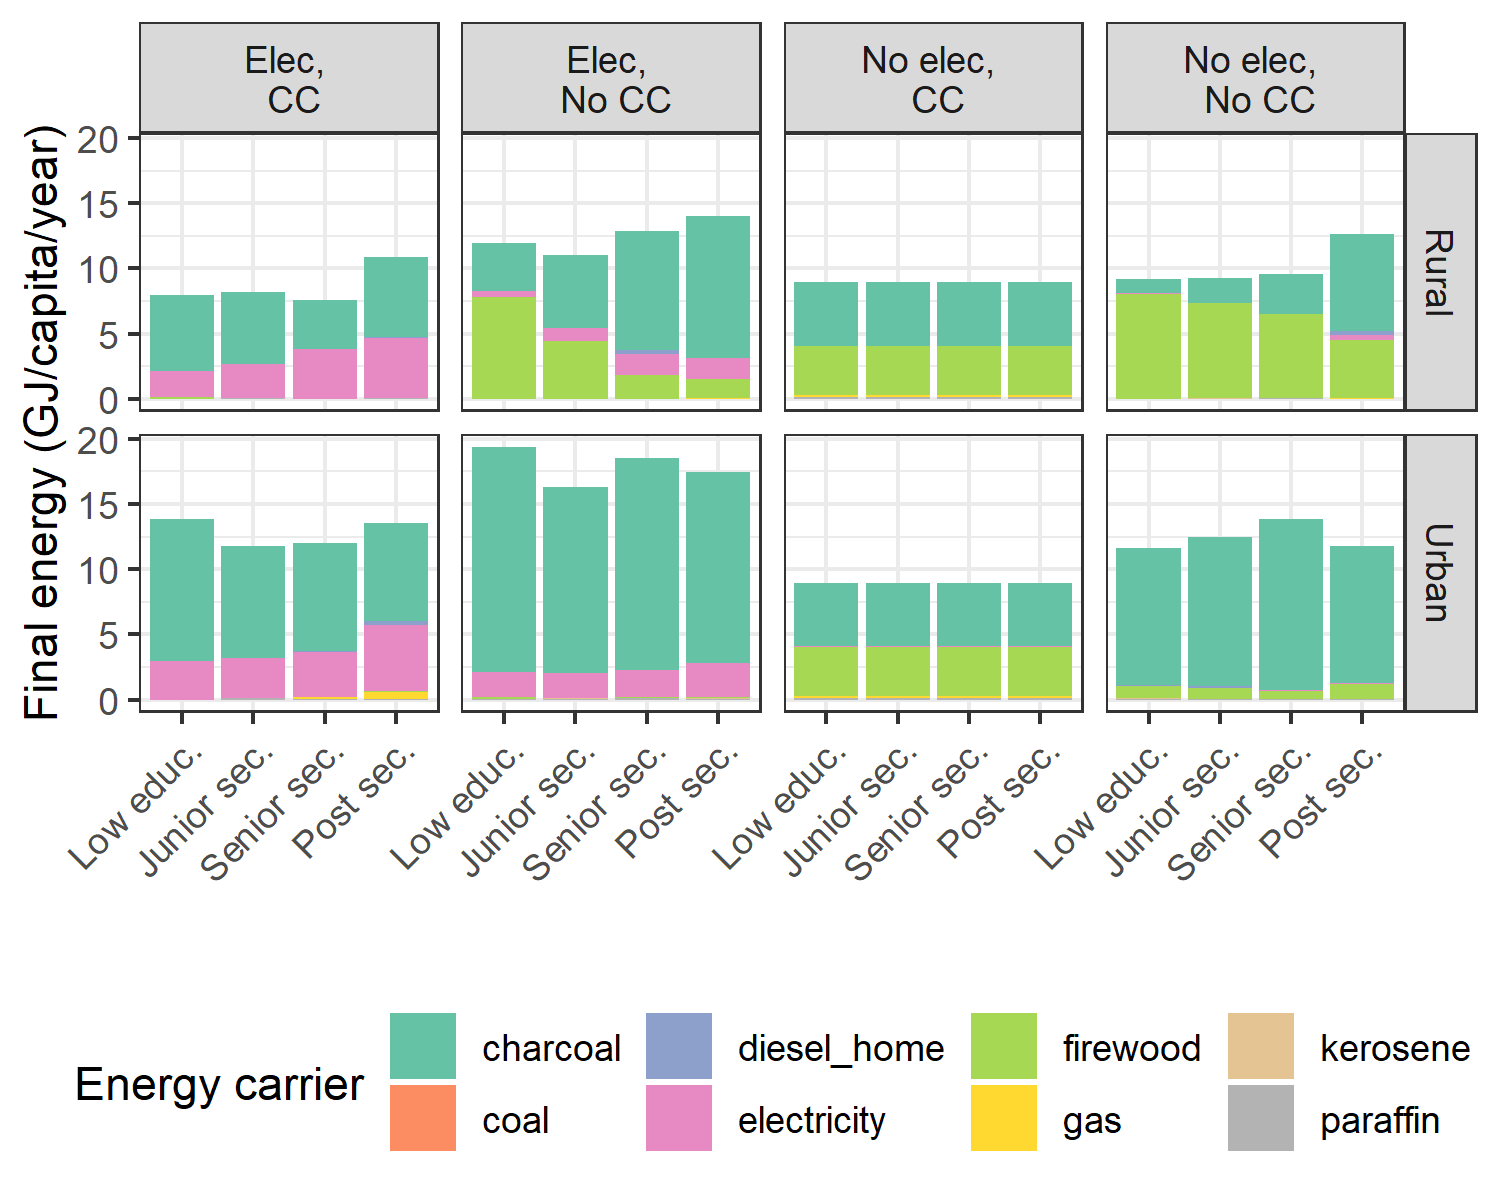 Elec,
CC
Elec,
No CC
No elec,
CC
No elec,
No CC
Final energy (GJ/capita/year)
20
15
10
5
0
Rural
20
15
10
5
0
Urban
Low educ.
Junior sec.
Senior sec.
Post sec.
Low educ.
Junior sec.
Senior sec.
Post sec.
Low educ.
Junior sec.
Senior sec.
Post sec.
Low educ.
Junior sec.
Senior sec.
Post sec.
Energy carrier
charcoal
diesel_home
firewood
kerosene
coal
electricity
gas
paraffin